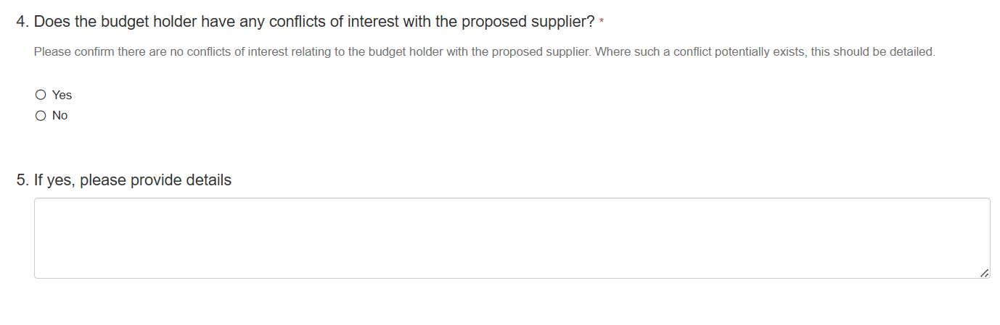 4. Does the budget holder have any conflicts of interest with the proposed supplier? *
Please confirm there are no conflicts of interest relating to the budget holder with the proposed supplier. Where such a conflict potentially exists, this should be detailed.
Yes
No
5. If yes, please provide details